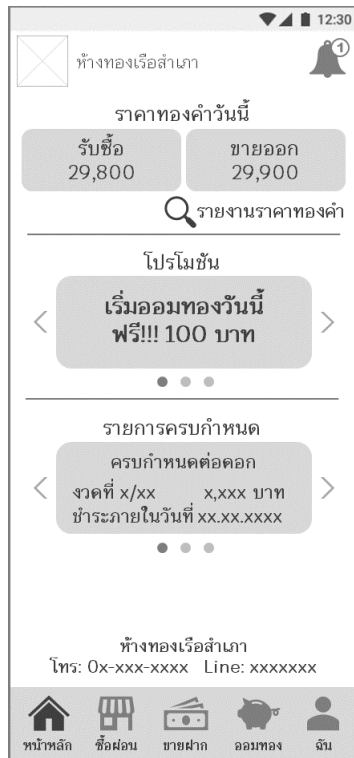 12:30
ห้างทองเรือสำเภา
1
ราคาทองคำวันนี้
รับซื้อ ขายออก
29,800 29,900
รายงานราคาทองคำ
โปรโมชัน
เริ่มออมทองวันนี้
ฟรี!!! 100 บาท
รายการครบกำหนด
ครบกำหนดต่อดอก
งวดที่ x/xx x,xxx บาท
ชำระภายในวันที่ xx.xx.xxxx
ห้างทองเรือสำเภา
โทร: 0x-xxx-xxxx Line: xxxxxxx
หน้าหลัก ซื้อผ่อน ขายฝาก ออมทอง ฉัน